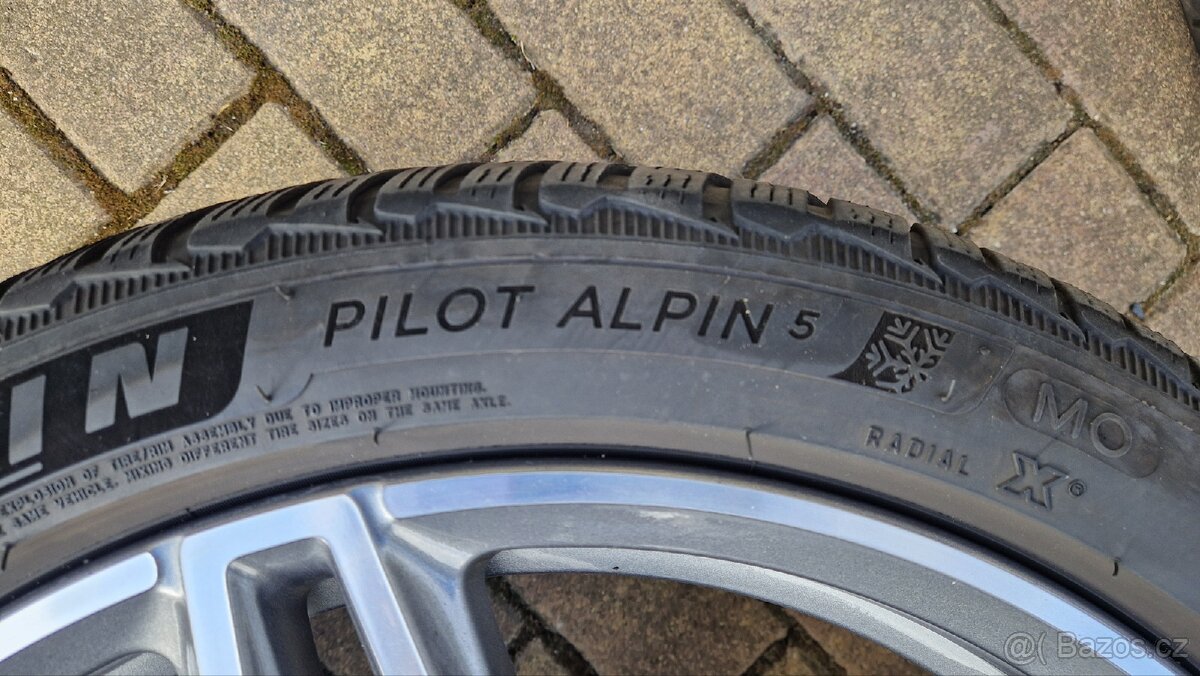 IN
PILOT ALPIN 5
MO
EXPLOSION OF TIRE/RIM ASSEMBLY DUE TO IMPROPER MOUNTING.
SAME VEHICLE. MIXING DIFFERENT TIRE SIZES ON THE SAME AXLE.
RADIAL X®
Bazos.cz